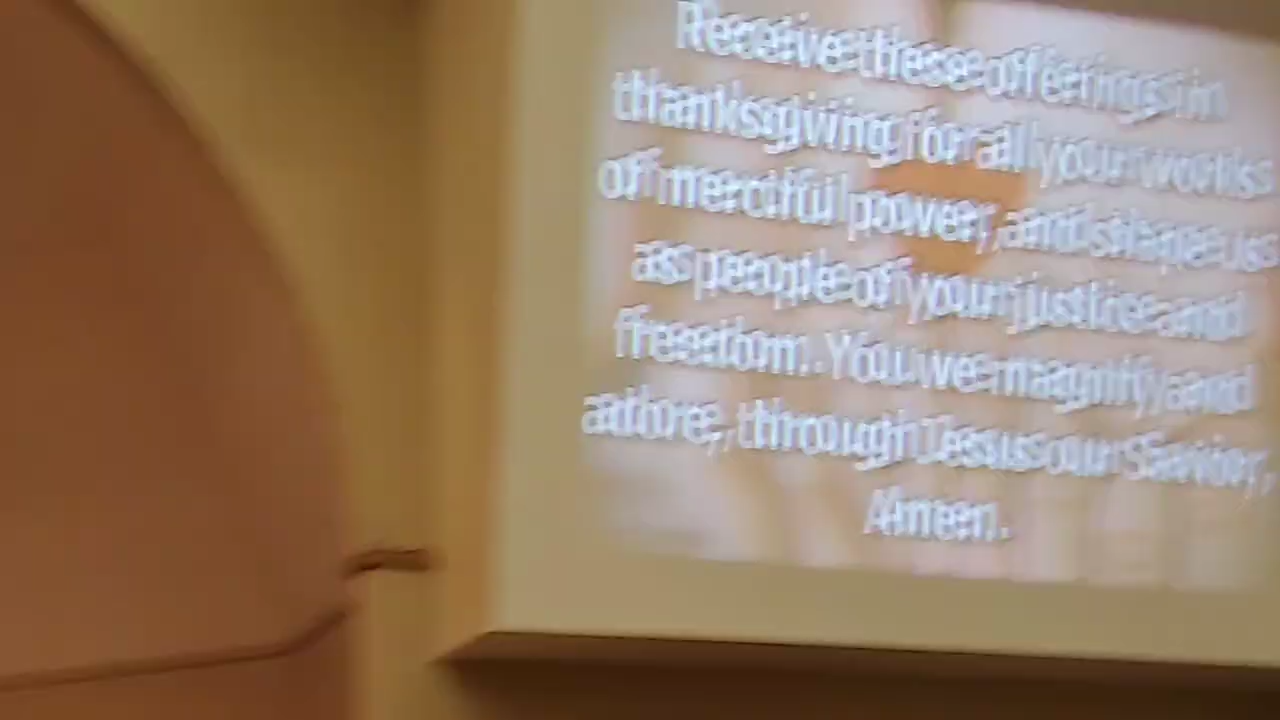 Receive these offerings in
thanksgiving for all your works
of merciful power, and shape us
as people of your justice and
freedom. You we magnify and
adore, through Jesus our Savior,
Amen.